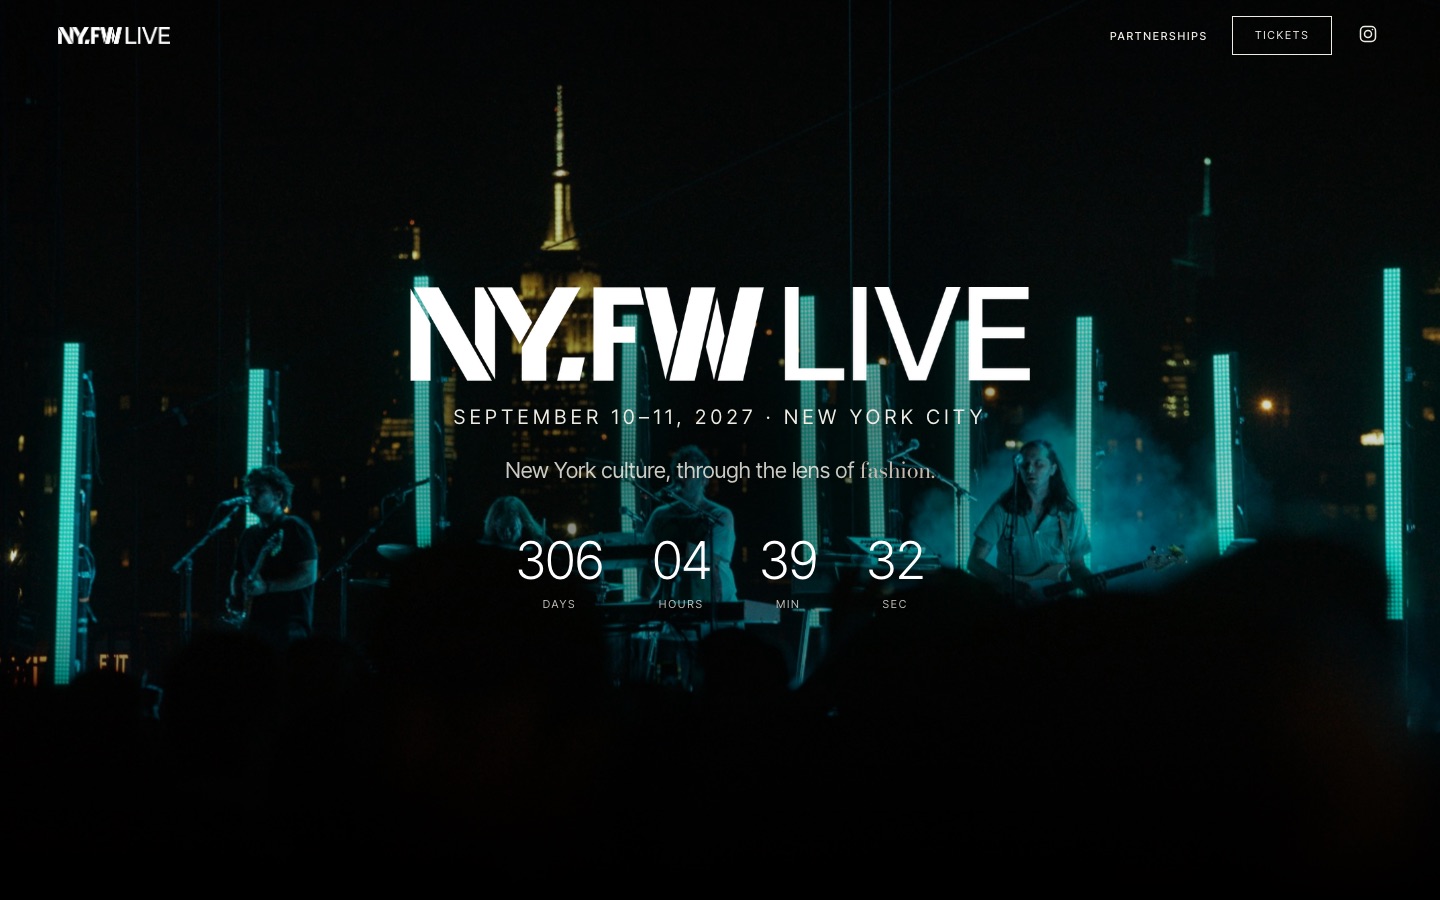 NY.FW LIVE
PARTNERSHIPS
TICKETS
NY.FW LIVE
SEPTEMBER 10–11, 2027 · NEW YORK CITY
New York culture, through the lens of fashion.
306 04 39 32
DAYS HOURS MIN SEC